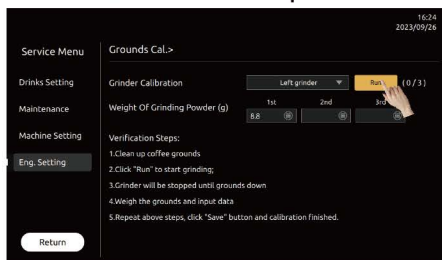 16:24
2023/09/26
Service Menu
Grounds Cal.>
Drinks Setting
Maintenance
Machine Setting
Eng. Setting
Return
Grinder Calibration
Left grinder
Run
(0/3)
Weight Of Grinding Powder (g)
1st
2nd
3rd
8.8
Verification Steps:
1.Clean up coffee grounds
2.Click "Run" to start grinding;
3.Grinder will be stopped until grounds down
4.Weigh the grounds and input data
5.Repeat above steps, click "Save" button and calibration finished.